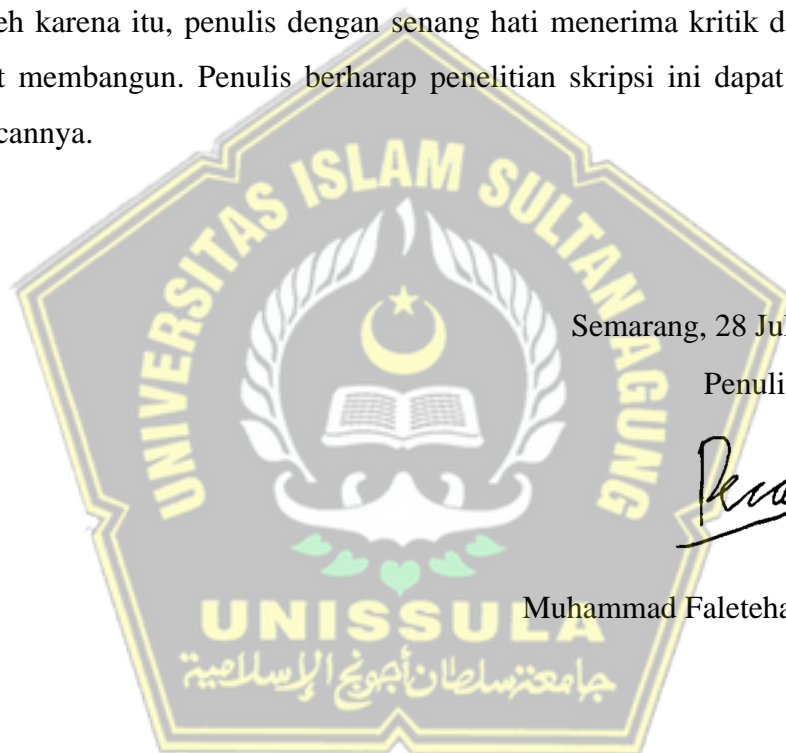 eh karena itu, penulis dengan senang hati menerima kritik d
t membangun. Penulis berharap penelitian skripsi ini dapat
cannya.
UNIVERSITAS ISLAM SULTAN AGUNG
Semarang, 28 Jul
Penuli
Muhammad Faleteha
UNISSULA
جامعة سلطان أجونج الإسلامية